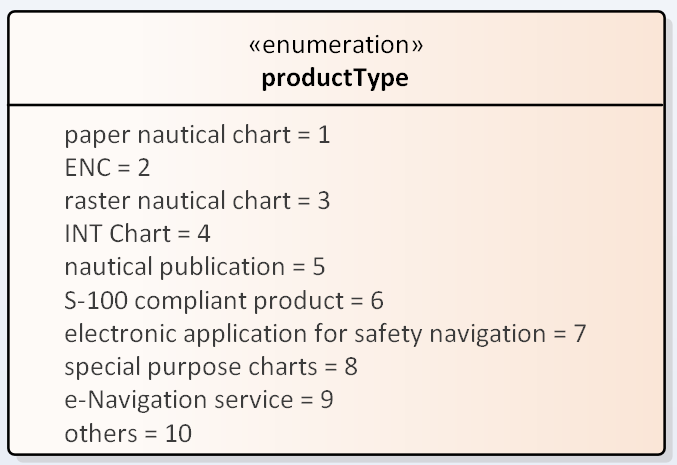 «enumeration»
productType
paper nautical chart = 1
ENC = 2
raster nautical chart = 3
INT Chart = 4
nautical publication = 5
S-100 compliant product = 6
electronic application for safety navigation = 7
special purpose charts = 8
e-Navigation service = 9
others = 10